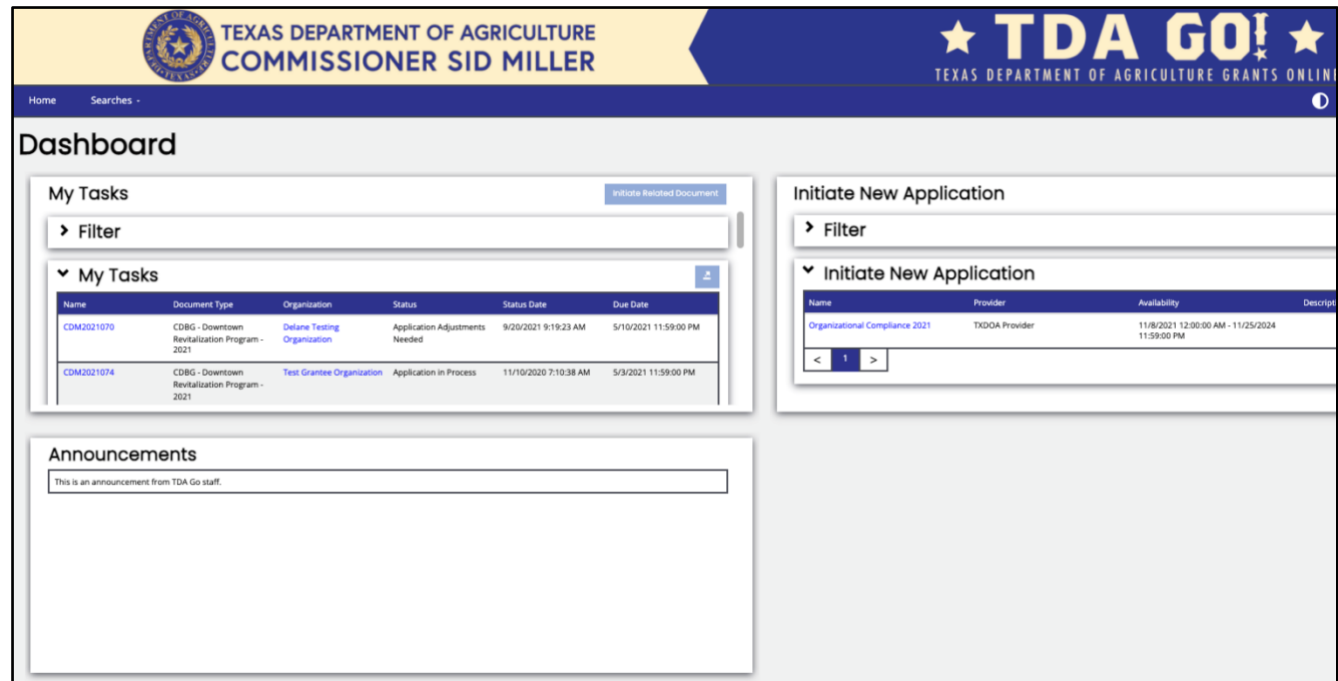 TEXAS DEPARTMENT OF AGRICULTURE
COMMISSIONER SID MILLER
TDA GO!
TEXAS DEPARTMENT OF AGRICULTURE GRANTS ONLIN
Home Searches -
Dashboard
My Tasks
Initiate Related Document
Filter
My Tasks
Name Document Type Organization Status Status Date Due Date
CDM2021070 CDBG - Downtown Delane Testing Application Adjustments 9/20/2021 9:19:23 AM 5/10/2021 11:59:00 PM
Revitalization Program - Organization Needed
2021
CDM2021074 CDBG - Downtown Test Grantee Organization Application in Process 11/10/2020 7:10:38 AM 5/3/2021 11:59:00 PM
Revitalization Program -
2021
Initiate New Application
Filter
Initiate New Application
Name Provider Availability Descripti
Organizational Compliance 2021 TXDOA Provider 11/8/2021 12:00:00 AM - 11/25/2024
11:59:00 PM
< 1 >
Announcements
This is an announcement from TDA Go staff.